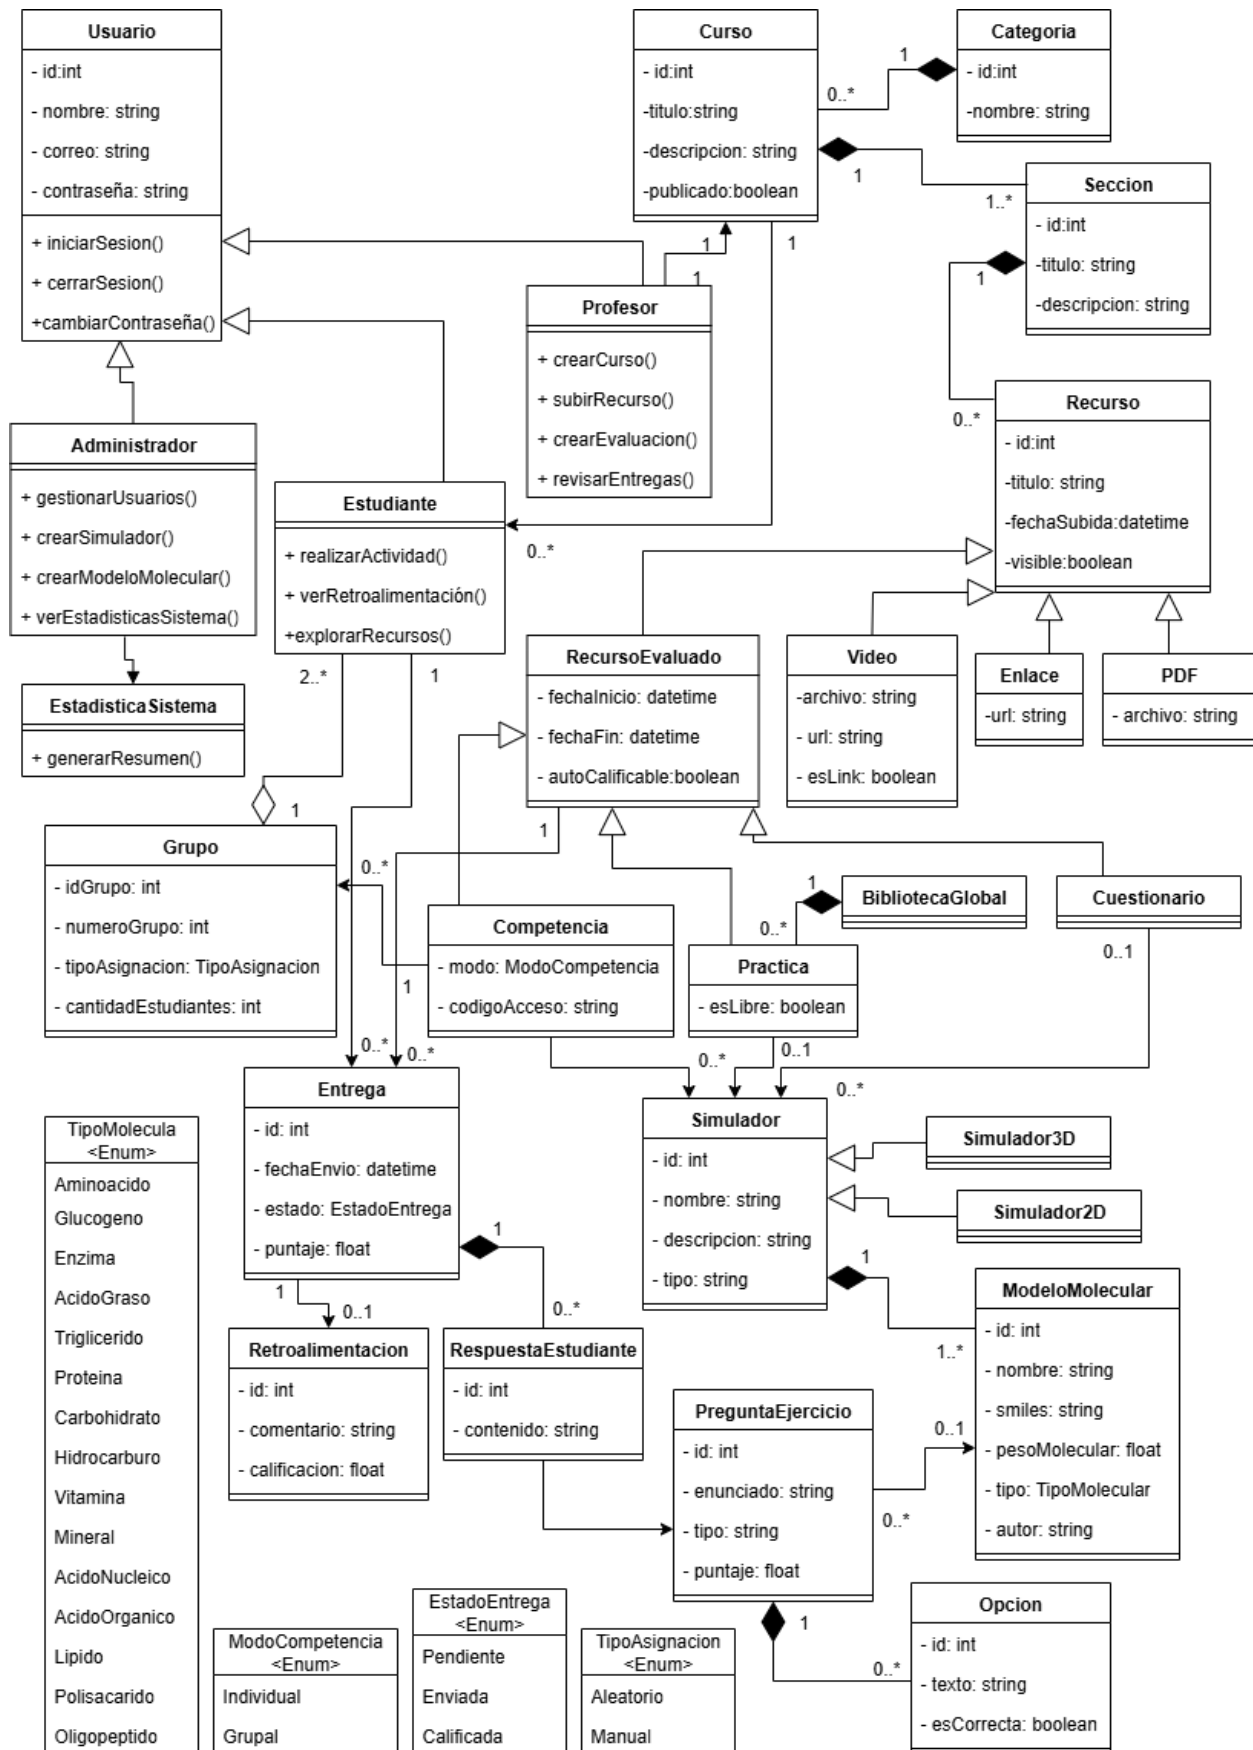 Usuario
- id:int
- nombre: string
- correo: string
- contraseña: string
+ iniciarSesion()
+ cerrarSesion()
+cambiarContraseña()
Curso
- id:int
-titulo:string
-descripcion: string
-publicado:boolean
1
0..*
Categoria
- id:int
-nombre: string
1
1..*
Seccion
- id:int
-titulo: string
-descripcion: string
1
0..*
1
1
1
0..*
Profesor
+ crearCurso()
+ subirRecurso()
+ crearEvaluacion()
+ revisarEntregas()
Recurso
- id:int
-titulo: string
-fechaSubida:datetime
-visible:boolean
Administrador
+ gestionarUsuarios()
+ crearSimulador()
+ crearModeloMolecular()
+ verEstadisticasSistema()
Estudiante
+ realizarActividad()
+ verRetroalimentación()
+explorarRecursos()
2..*
1
EstadisticaSistema
+ generarResumen()
RecursoEvaluado
- fechaInicio: datetime
- fechaFin: datetime
- autoCalificable:boolean
Video
-archivo: string
- url: string
- esLink: boolean
Enlace
-url: string
PDF
- archivo: string
1
1
Grupo
- idGrupo: int
- numeroGrupo: int
- tipoAsignacion: TipoAsignacion
- cantidadEstudiantes: int
0..*
1
Competencia
- modo: ModoCompetencia
- codigoAcceso: string
1
0..*
BibliotecaGlobal
Cuestionario
0..1
Practica
- esLibre: boolean
0..*
0..*
0..*
0..1
0..*
Entrega
- id: int
- fechaEnvio: datetime
- estado: EstadoEntrega
- puntaje: float
1
1
0..1
0..*
Simulador
- id: int
- nombre: string
- descripcion: string
- tipo: string
Simulador3D
Simulador2D
1
1..*
ModeloMolecular
- id: int
- nombre: string
- smiles: string
- pesoMolecular: float
- tipo: TipoMolecular
- autor: string
Retroalimentacion
- id: int
- comentario: string
- calificacion: float
RespuestaEstudiante
- id: int
- contenido: string
PreguntaEjercicio
- id: int
- enunciado: string
- tipo: string
- puntaje: float
0..1
0..*
1
0..*
Opcion
- id: int
- texto: string
- esCorrecta: boolean
TipoMolecula
<Enum>
Aminoacido
Glucogeno
Enzima
AcidoGraso
Triglicerido
Proteina
Carbohidrato
Hidrocarburo
Vitamina
Mineral
AcidoNucleico
AcidoOrganico
Lipido
Polisacarido
Oligopeptido
ModoCompetencia
<Enum>
Individual
Grupal
EstadoEntrega
<Enum>
Pendiente
Enviada
Calificada
TipoAsignacion
<Enum>
Aleatorio
Manual